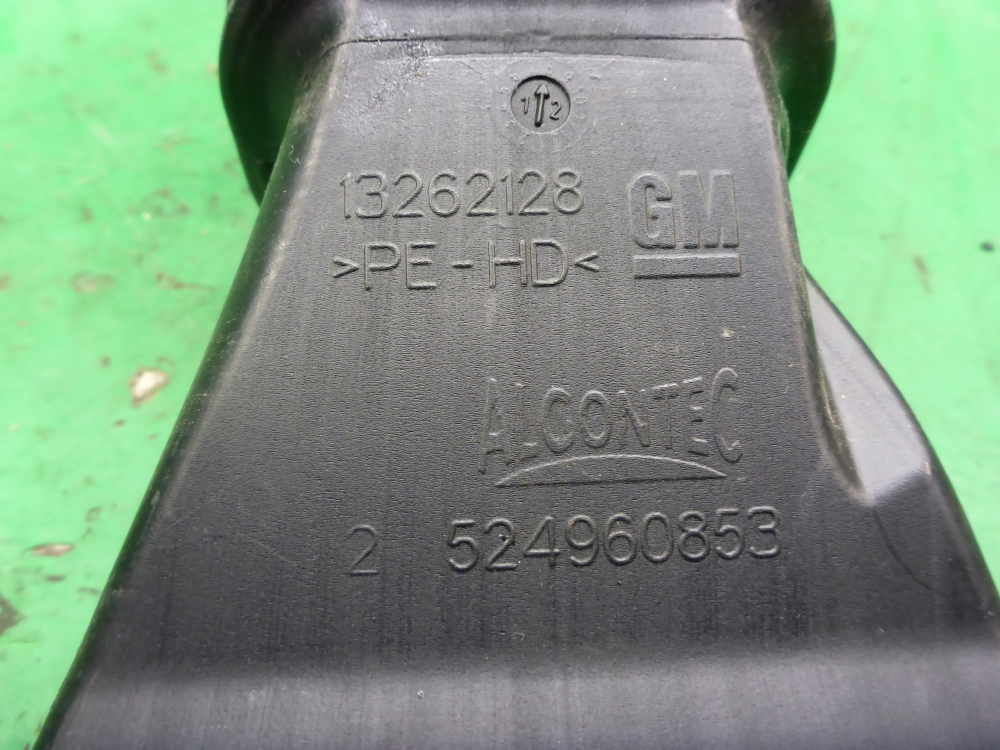 1 2
13262128 GM
>PE-HD<
ALCONTEC
2 524960853